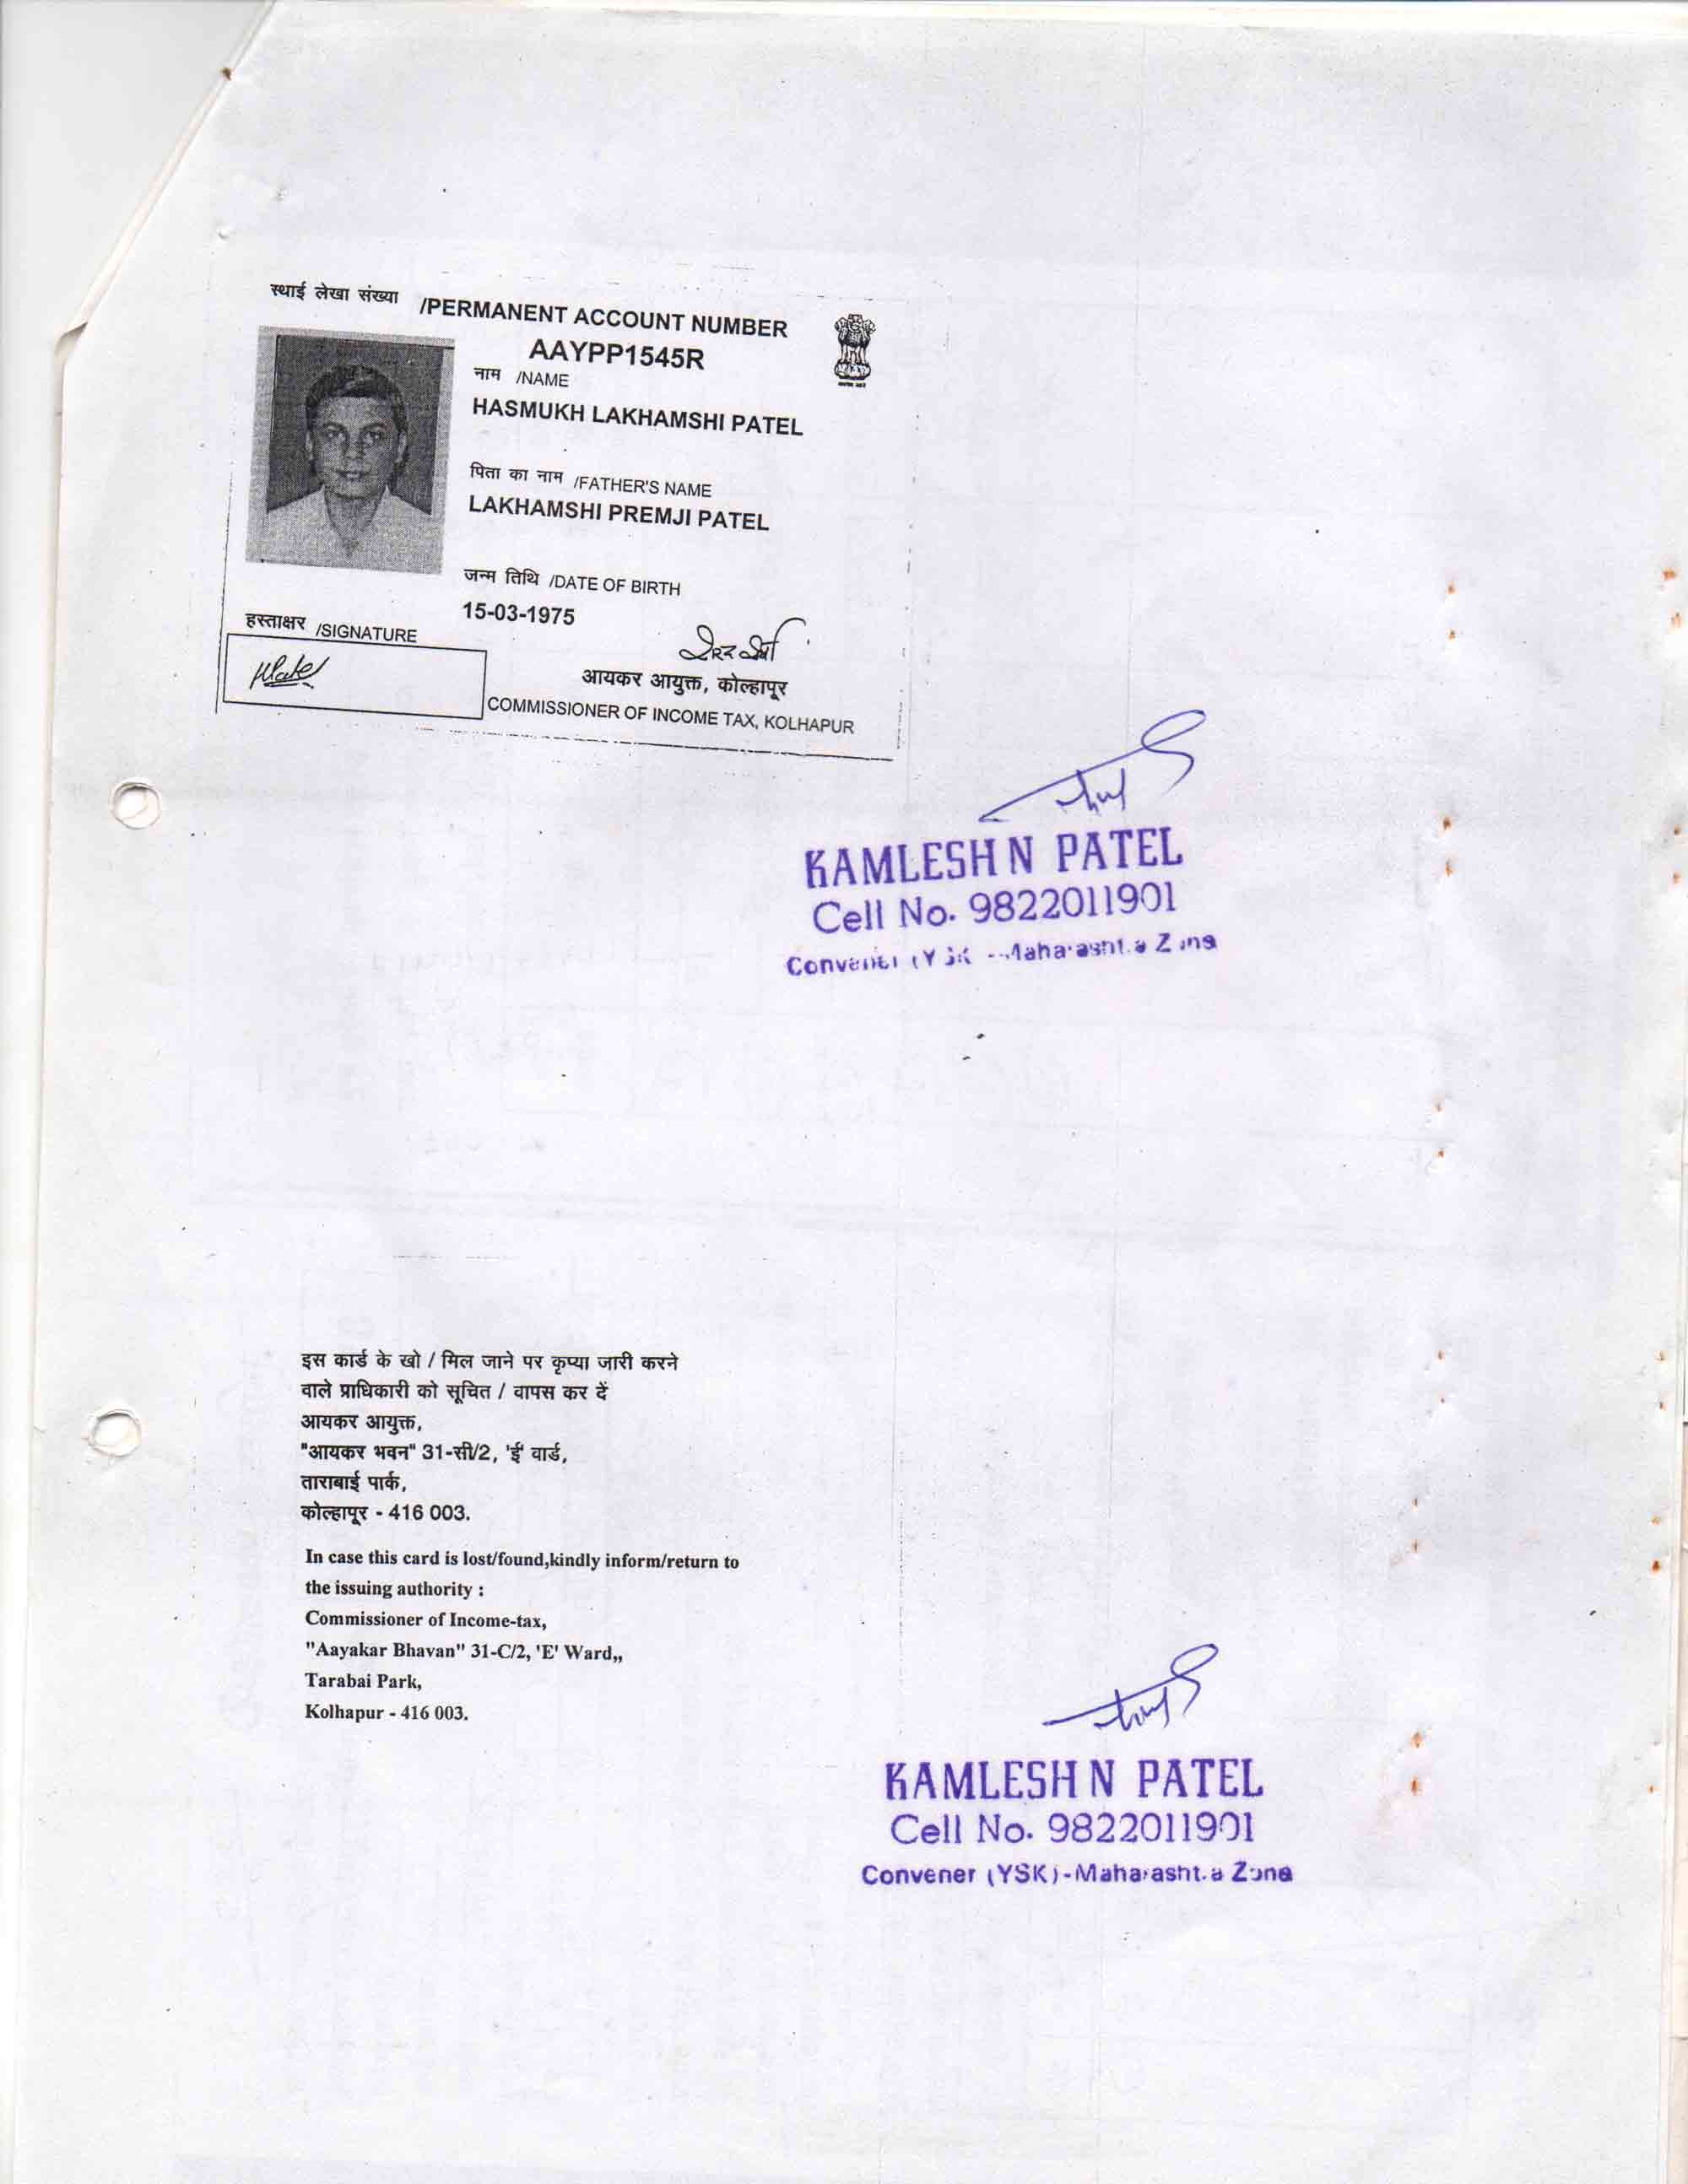 स्थाई लेखा संख्या /PERMANENT ACCOUNT NUMBER
AAYPP1545R
नाम /NAME
HASMUKH LAKHAMSHI PATEL
पिता का नाम /FATHER'S NAME
LAKHAMSHI PREMJI PATEL
जन्म तिथि /DATE OF BIRTH
15-03-1975
हस्ताक्षर /SIGNATURE
आयकर आयुक्त, कोल्हापूर
COMMISSIONER OF INCOME TAX, KOLHAPUR
KAMLESH N PATEL
Cell No. 9822011901
Convener (YSK -Maharashtra Zone
इस कार्ड के खो / मिल जाने पर कृप्या जारी करने
वाले प्राधिकारी को सूचित / वापस कर दें
आयकर आयुक्त,
"आयकर भवन" 31-सी/2, 'ई' वार्ड,
ताराबाई पार्क,
कोल्हापूर - 416 003.
In case this card is lost/found,kindly inform/return to
the issuing authority :
Commissioner of Income-tax,
"Aayakar Bhavan" 31-C/2, 'E' Ward,,
Tarabai Park,
Kolhapur - 416 003.
KAMLESH N PATEL
Cell No. 9822011901
Convener (YSK)-Maharashtra Zone